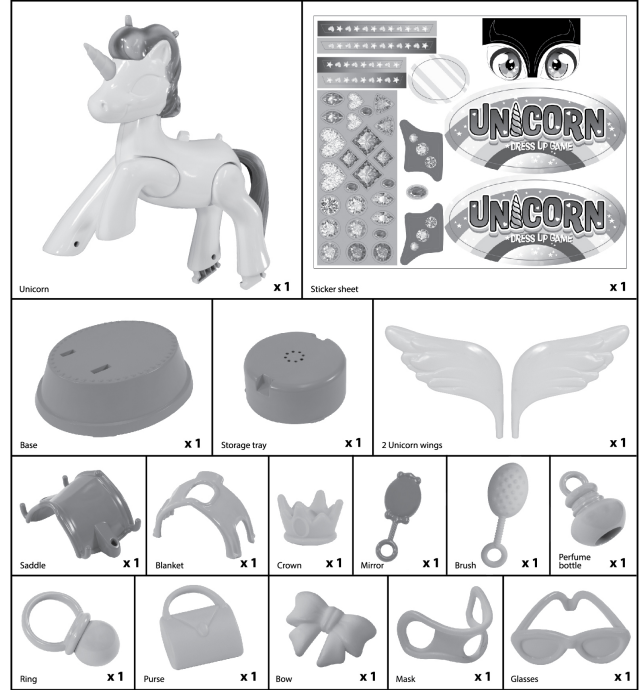 UNICORN
DRESS UP GAME
UNICORN
DRESS UP GAME
Unicorn x 1
Sticker sheet x 1
Base x 1
Storage tray x 1
2 Unicorn wings x 1
Saddle x 1
Blanket x 1
Crown x 1
Mirror x 1
Brush x 1
Perfume
bottle x 1
Ring x 1
Purse x 1
Bow x 1
Mask x 1
Glasses x 1